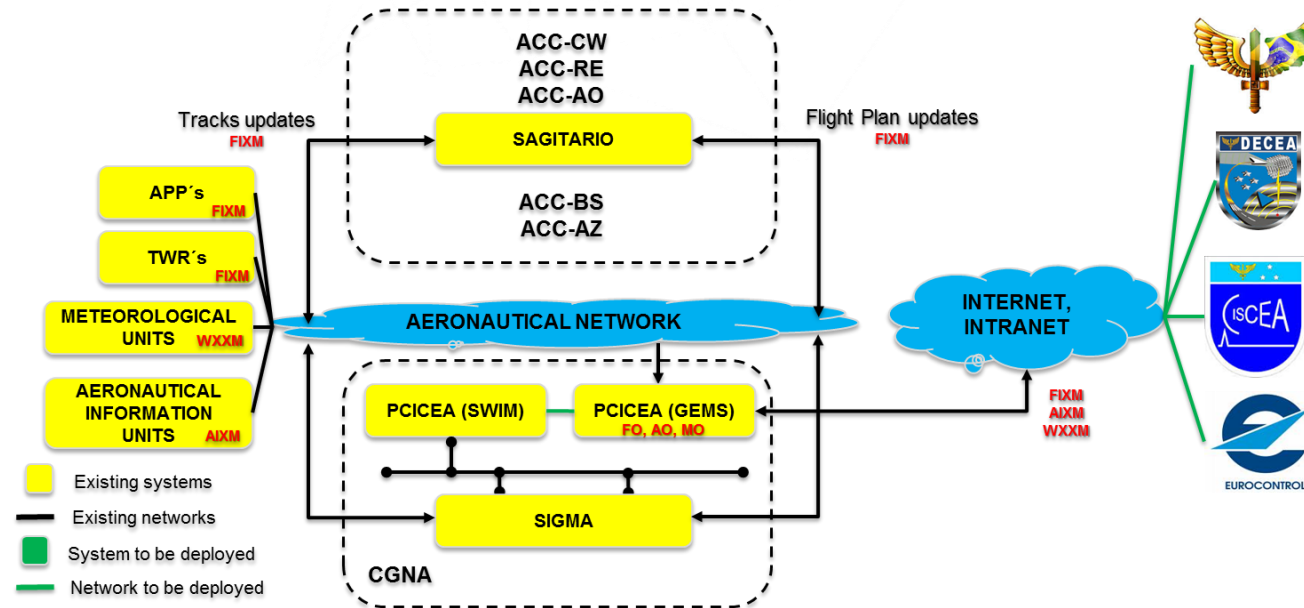 ACC-CW
ACC-RE
ACC-AO
Tracks updates
FIXM
SAGITARIO
Flight Plan updates
FIXM
ACC-BS
ACC-AZ
APP´s
FIXM
TWR´s
FIXM
METEOROLOGICAL
UNITS WXXM
AERONAUTICAL
INFORMATION
UNITS AIXM
AERONAUTICAL NETWORK
INTERNET,
INTRANET
PCICEA (SWIM)
PCICEA (GEMS)
FO, AO, MO
FIXM
AIXM
WXXM
SIGMA
CGNA
Existing systems
Existing networks
System to be deployed
Network to be deployed
DECEA
CISCEA
EUROCONTROL